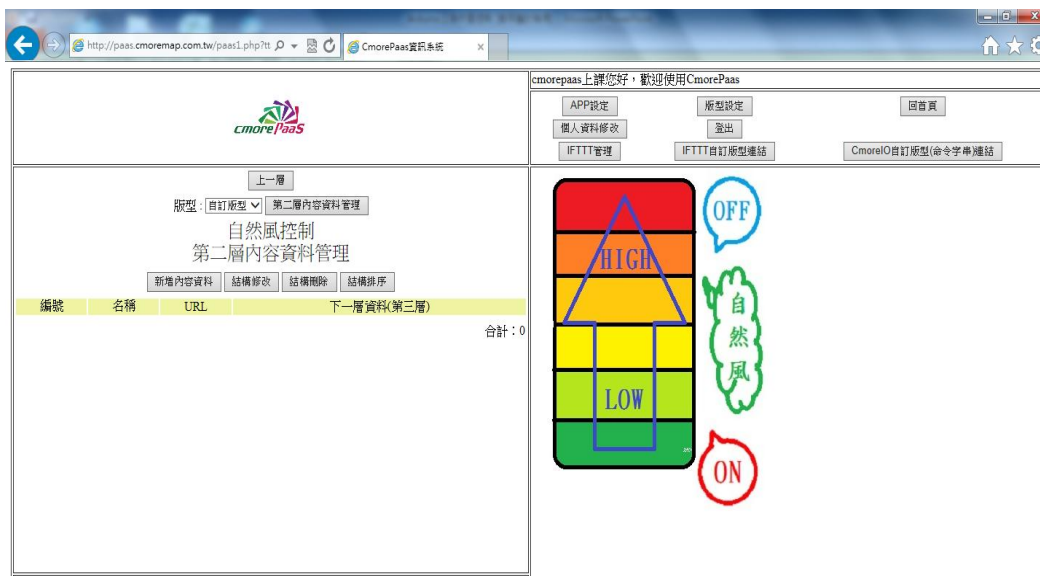 http://paas.cmoremap.com.tw/paas1.php?tt
CmorePaas資訊系統
cmorePaaS
cmorepaas上課您好，歡迎使用CmorePaas
APP設定 版型設定 回首頁
個人資料修改 登出
IFTTT管理 IFTTT自訂版型連結 CmoreIO自訂版型(命令字串)連結
上一層
版型 : 自訂版型 第二層內容資料管理
自然風控制
第二層內容資料管理
新增內容資料 結構修改 結構刪除 結構排序
編號 名稱 URL 下一層資料(第三層)
合計：0
OFF
HIGH
自然風
LOW
ON